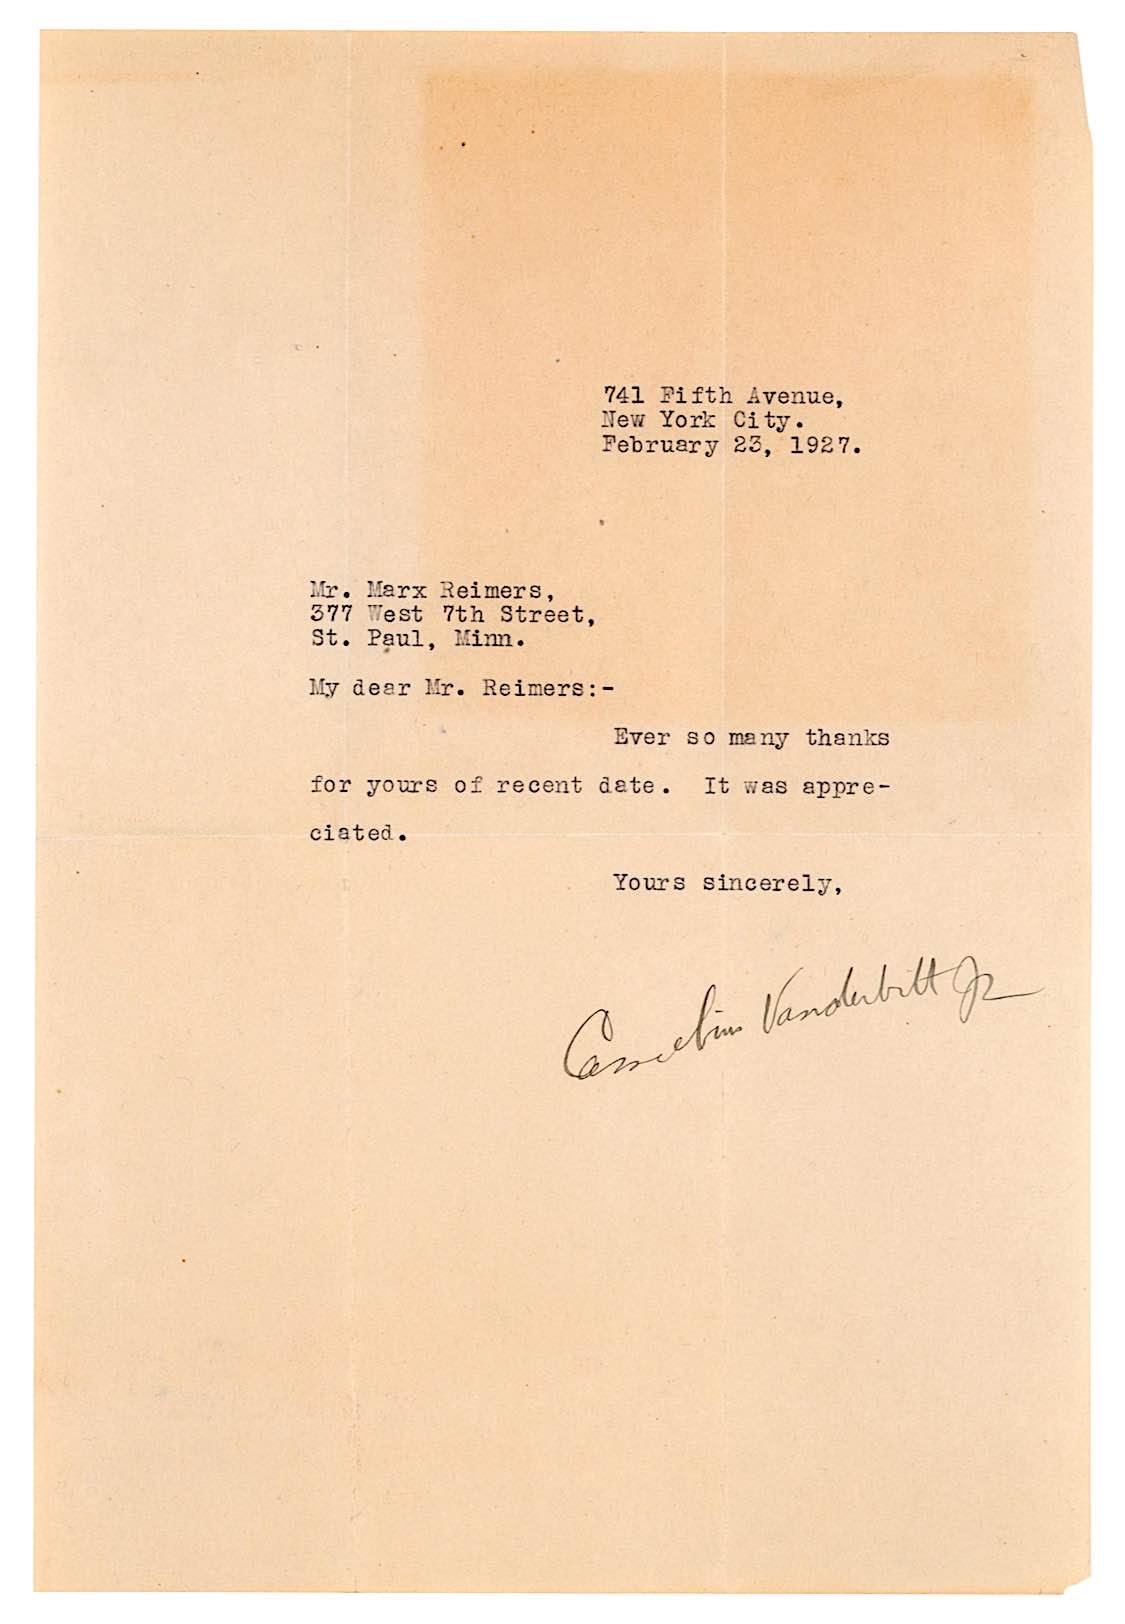 741 Fifth Avenue,
New York City.
February 23, 1927.
Mr. Marx Reimers,
377 West 7th Street,
St. Paul, Minn.
My dear Mr. Reimers:-
Ever so many thanks
for yours of recent date. It was appre-
ciated.
Yours sincerely,
Cornelius Vanderbilt Jr